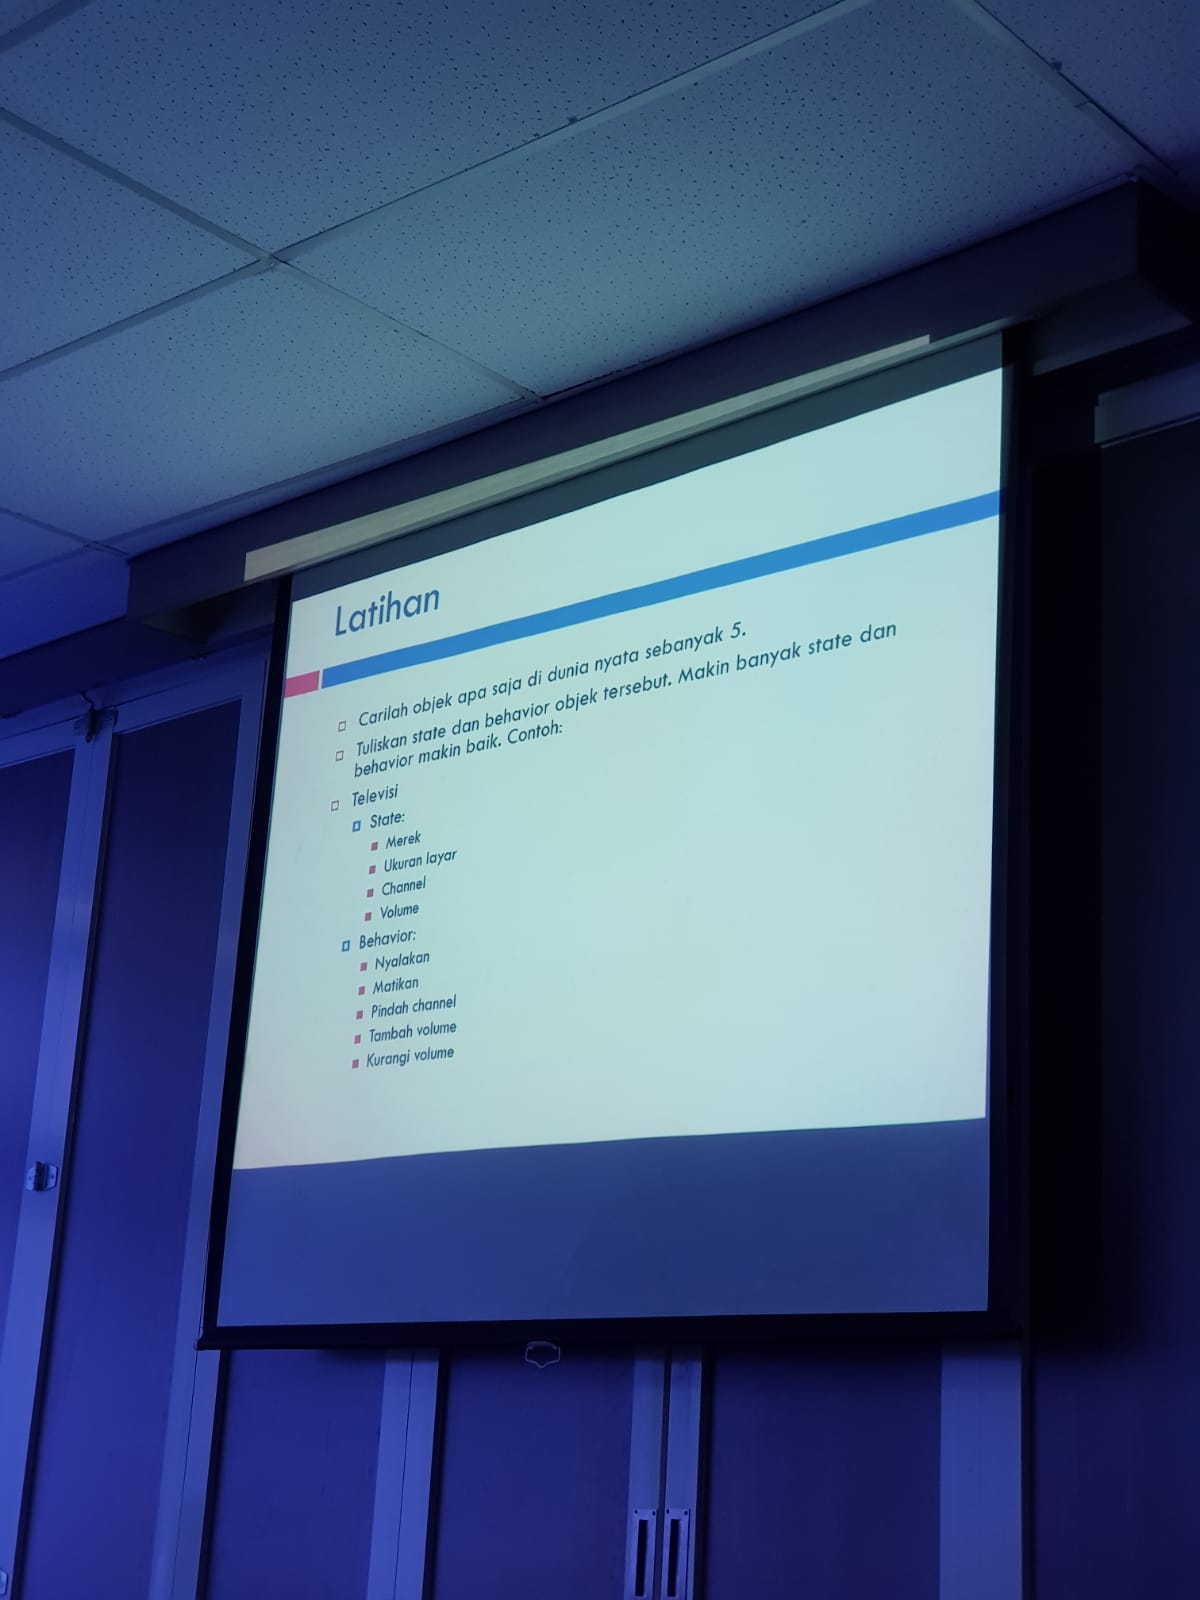 Latihan
Carilah objek apa saja di dunia nyata sebanyak 5.
Tuliskan state dan behavior objek tersebut. Makin banyak state dan
behavior makin baik. Contoh:
Televisi
State:
Merek
Ukuran layar
Channel
Volume
Behavior:
Nyalakan
Matikan
Pindah channel
Tambah volume
Kurangi volume